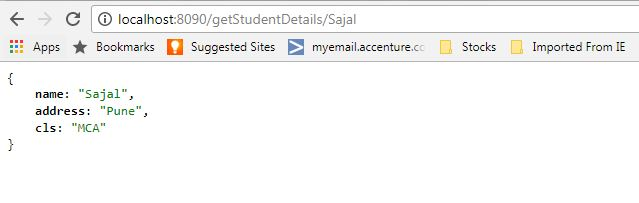 localhost:8090/getStudentDetails/Sajal
Apps Bookmarks Suggested Sites myemail.accenture.co Stocks Imported From IE
{
name: "Sajal",
address: "Pune",
cls: "MCA"
}